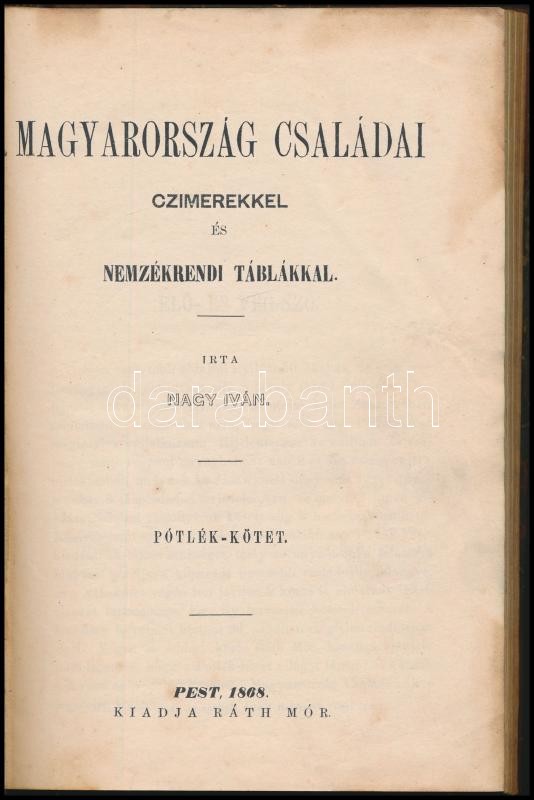 MAGYARORSZÁG CSALÁDAI
CZIMEREKKEL
ÉS
NEMZÉKRENDI TÁBLÁKKAL.
IRTA
NAGY IVÁN.
darabanth
PÓTLÉK-KÖTET.
PEST, 1868.
KIADJA RÁTH MÓR.